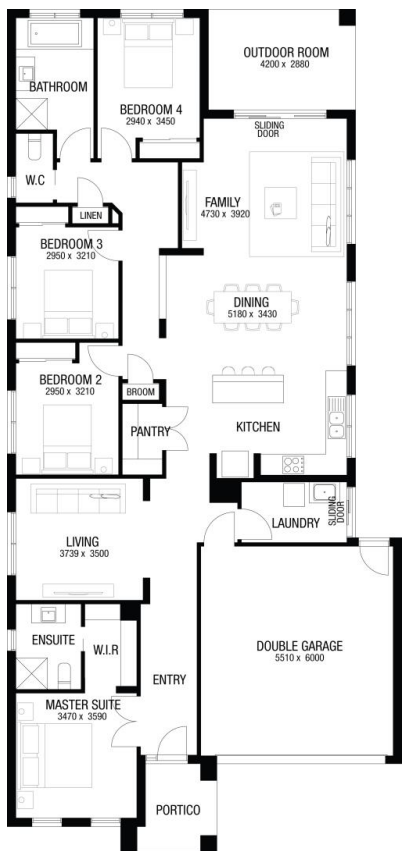 OUTDOOR ROOM
4200 x 2880
BATHROOM
BEDROOM 4
2940 x 3450
SLIDING
DOOR
W.C
LINEN
FAMILY
4730 x 3920
BEDROOM 3
2950 x 3210
DINING
5180 x 3430
BEDROOM 2
2950 x 3210
BROOM
PANTRY
KITCHEN
LAUNDRY
SLIDING
DOOR
LIVING
3739 x 3500
ENSUITE
W.I.R
DOUBLE GARAGE
5510 x 6000
ENTRY
MASTER SUITE
3470 x 3590
PORTICO